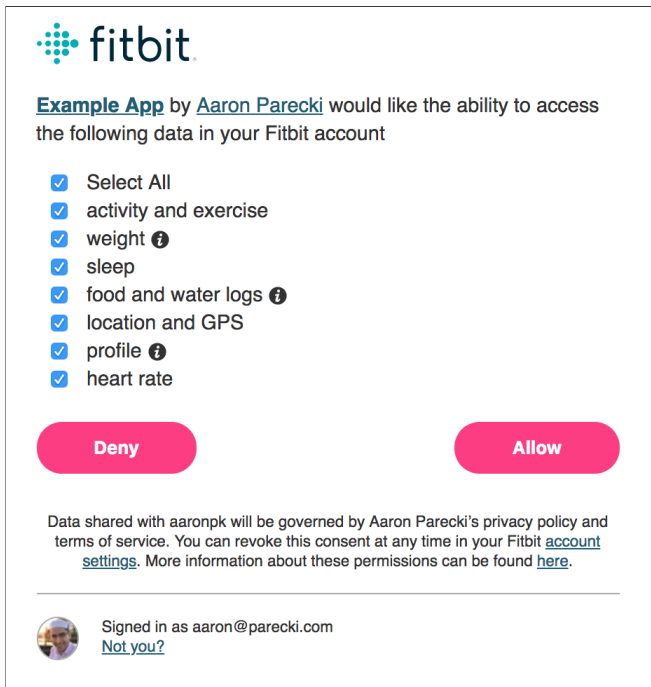 fitbit
Example App by Aaron Parecki would like the ability to access
the following data in your Fitbit account
Select All
activity and exercise
weight i
sleep
food and water logs i
location and GPS
profile i
heart rate
Deny
Allow
Data shared with aaronpk will be governed by Aaron Parecki's privacy policy and
terms of service. You can revoke this consent at any time in your Fitbit account
settings. More information about these permissions can be found here.
Signed in as aaron@parecki.com
Not you?